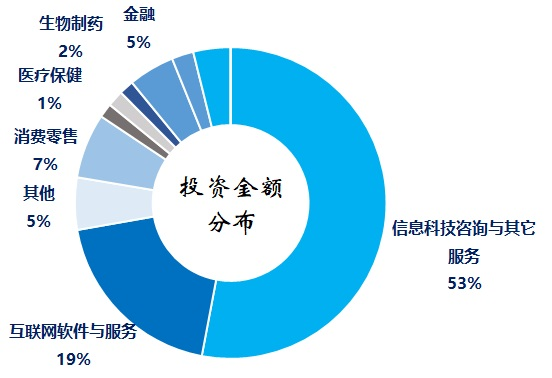 生物制药
2%
金融
5%
医疗保健
1%
消费零售
7%
其他
5%
互联网软件与服务
19%
投资金额
分布
信息科技咨询与其它
服务
53%